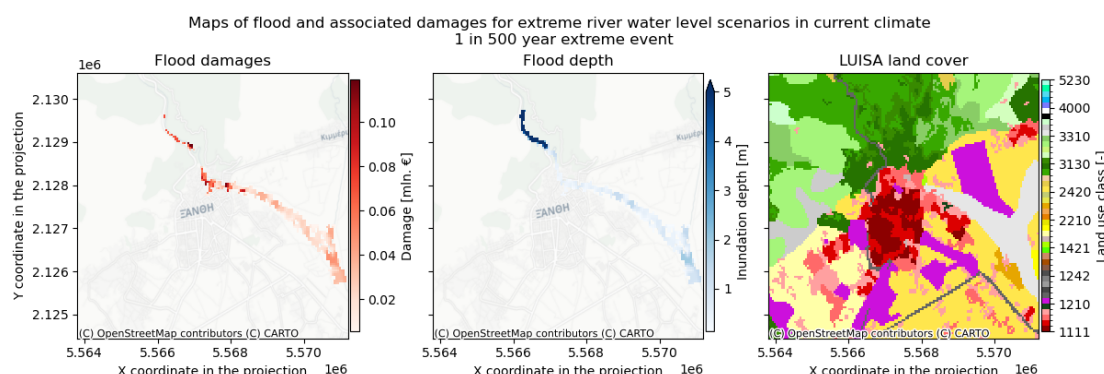 Maps of flood and associated damages for extreme river water level scenarios in current climate
1 in 500 year extreme event
Flood damages
1e6
2.130
2.129
2.128
2.127
2.126
2.125
Y coordinate in the projection
ΞΑΝΘΗ
(C) OpenStreetMap contributors (C) CARTO
5.564
5.566
5.568
5.570
1e6
X coordinate in the projection
0.10
0.08
0.06
0.04
0.02
Damage [mln. €]
Flood depth
ΞΑΝΘΗ
(C) OpenStreetMap contributors (C) CARTO
5.564
5.566
5.568
5.570
1e6
X coordinate in the projection
5
4
3
2
1
Inundation depth [m]
LUISA land cover
(C) OpenStreetMap contributors (C) CARTO
5.564
5.566
5.568
5.570
1e6
X coordinate in the projection
5230
4000
3310
3130
2420
2210
1421
1242
1210
1111
Land use class [-]